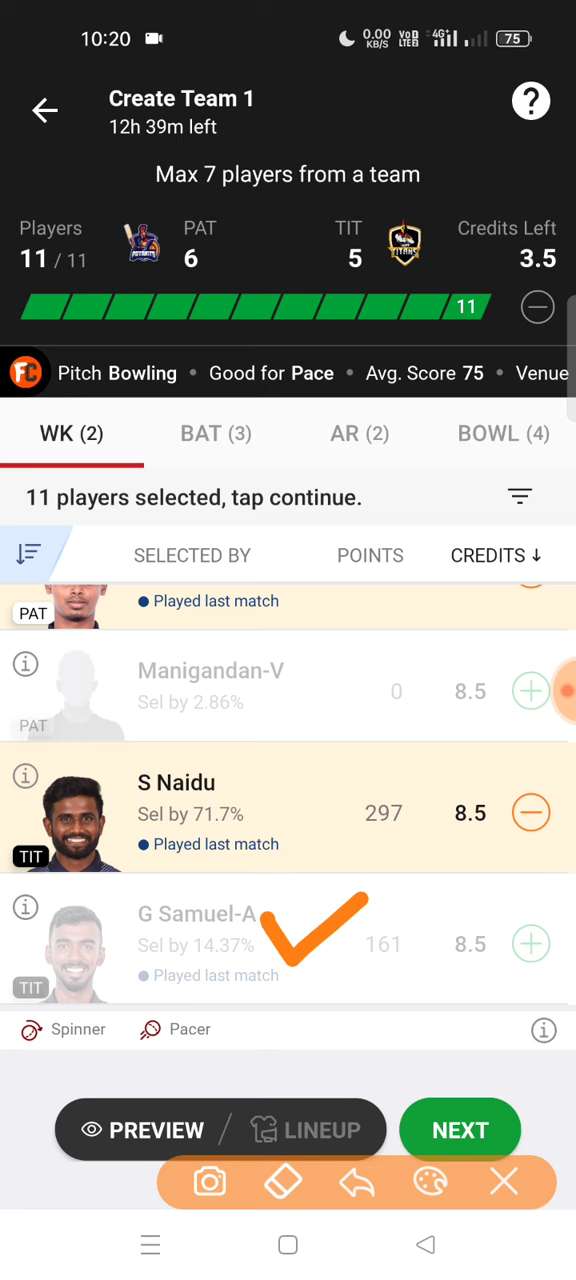 10:20 0.00 KB/S VoD LTE2 4G+ 75
Create Team 1
12h 39m left
Max 7 players from a team
Players PAT TIT Credits Left
11 / 11 6 5 3.5
11
FC Pitch Bowling • Good for Pace • Avg. Score 75 • Venue
WK (2) BAT (3) AR (2) BOWL (4)
11 players selected, tap continue.
SELECTED BY POINTS CREDITS ↓
PAT Played last match
Manigandan-V
Sel by 2.86% 0 8.5
PAT
S Naidu
Sel by 71.7% 297 8.5
TIT Played last match
G Samuel-A
Sel by 14.37% 161 8.5
TIT Played last match
Spinner Pacer
PREVIEW / LINEUP NEXT